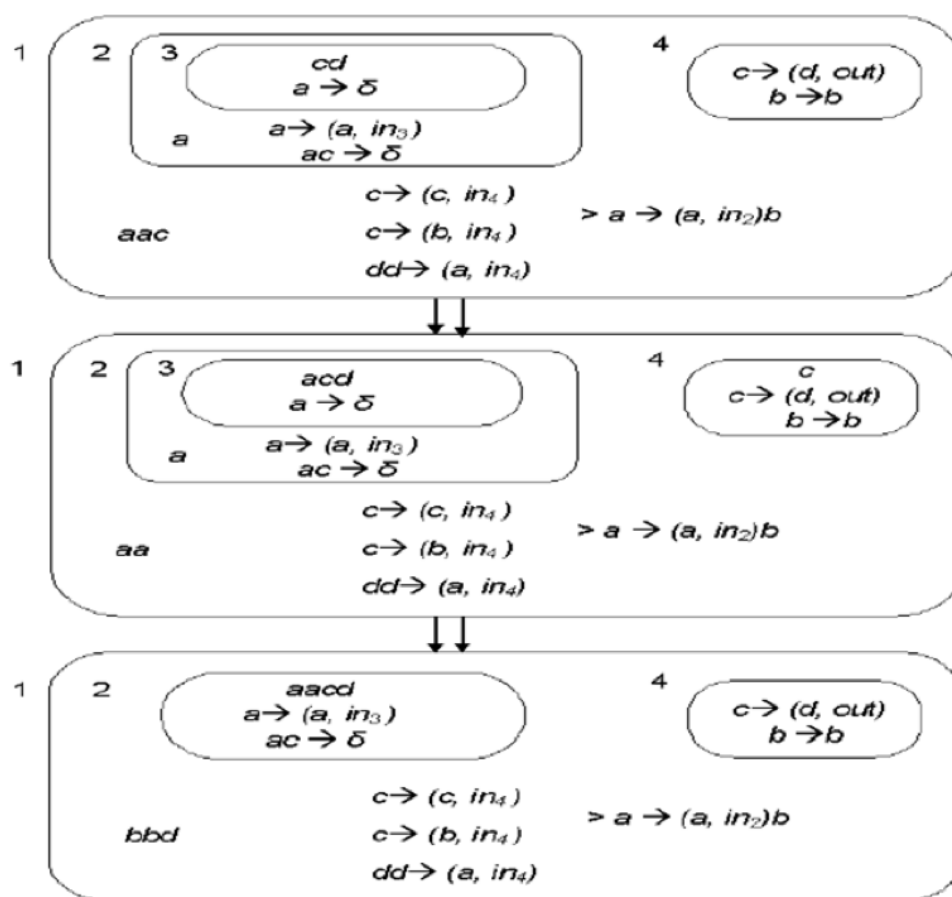 1 2 3 4
cd
a → δ
c → (d, out)
b → b
a a → (a, in₃)
ac → δ
c → (c, in₄)
> a → (a, in₂)b
aac c → (b, in₄)
dd → (a, in₄)
1 2 3 4
acd
a → δ
c
c → (d, out)
b → b
a a → (a, in₃)
ac → δ
c → (c, in₄)
> a → (a, in₂)b
aa c → (b, in₄)
dd → (a, in₄)
1 2 4
aacd
a → (a, in₃)
ac → δ
c → (d, out)
b → b
c → (c, in₄)
> a → (a, in₂)b
bbd c → (b, in₄)
dd → (a, in₄)